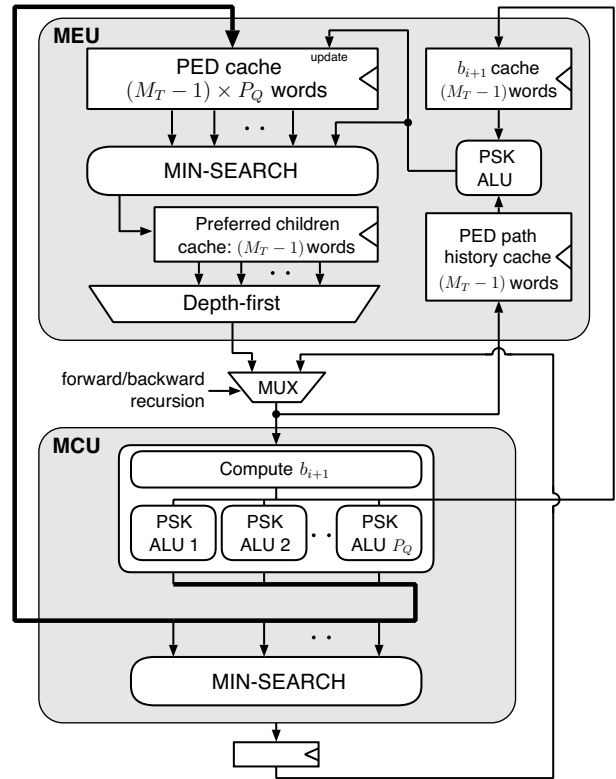 MEU
update
PED cache
(M_T − 1) × P_Q words
b_{i+1} cache
(M_T − 1) words
. .
MIN-SEARCH
PSK
ALU
Preferred children
cache: (M_T − 1) words
PED path
history cache
(M_T − 1) words
. .
Depth-first
forward/backward
recursion
MUX
MCU
Compute b_{i+1}
PSK
ALU 1
PSK
ALU 2
. .
PSK
ALU P_Q
. .
MIN-SEARCH